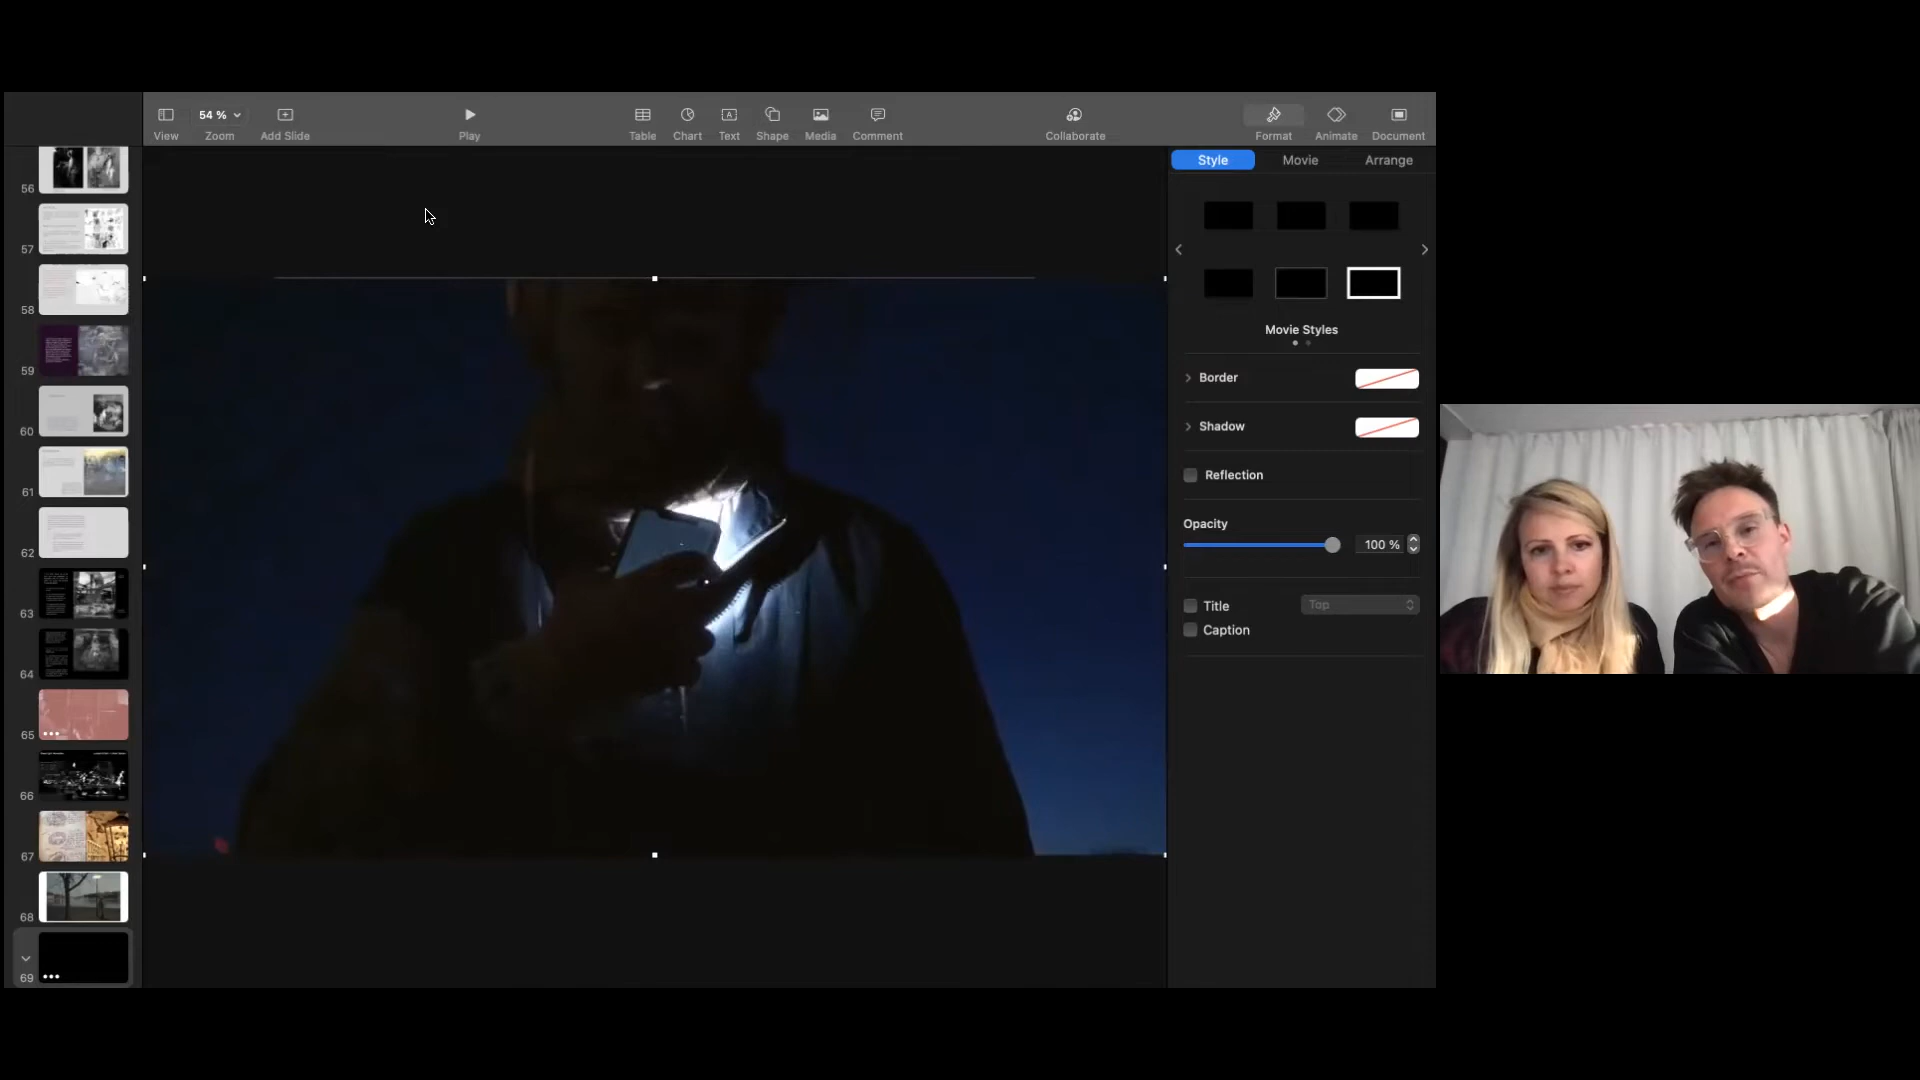 54 %
View
Zoom
Add Slide
Play
Table
Chart
Text
Shape
Media
Comment
Collaborate
Format
Animate
Document
Style
Movie
Arrange
56
57
58
59
60
61
62
63
64
65
66
67
68
69
Movie Styles
Border
Shadow
Reflection
Opacity
100 %
Title
Top
Caption